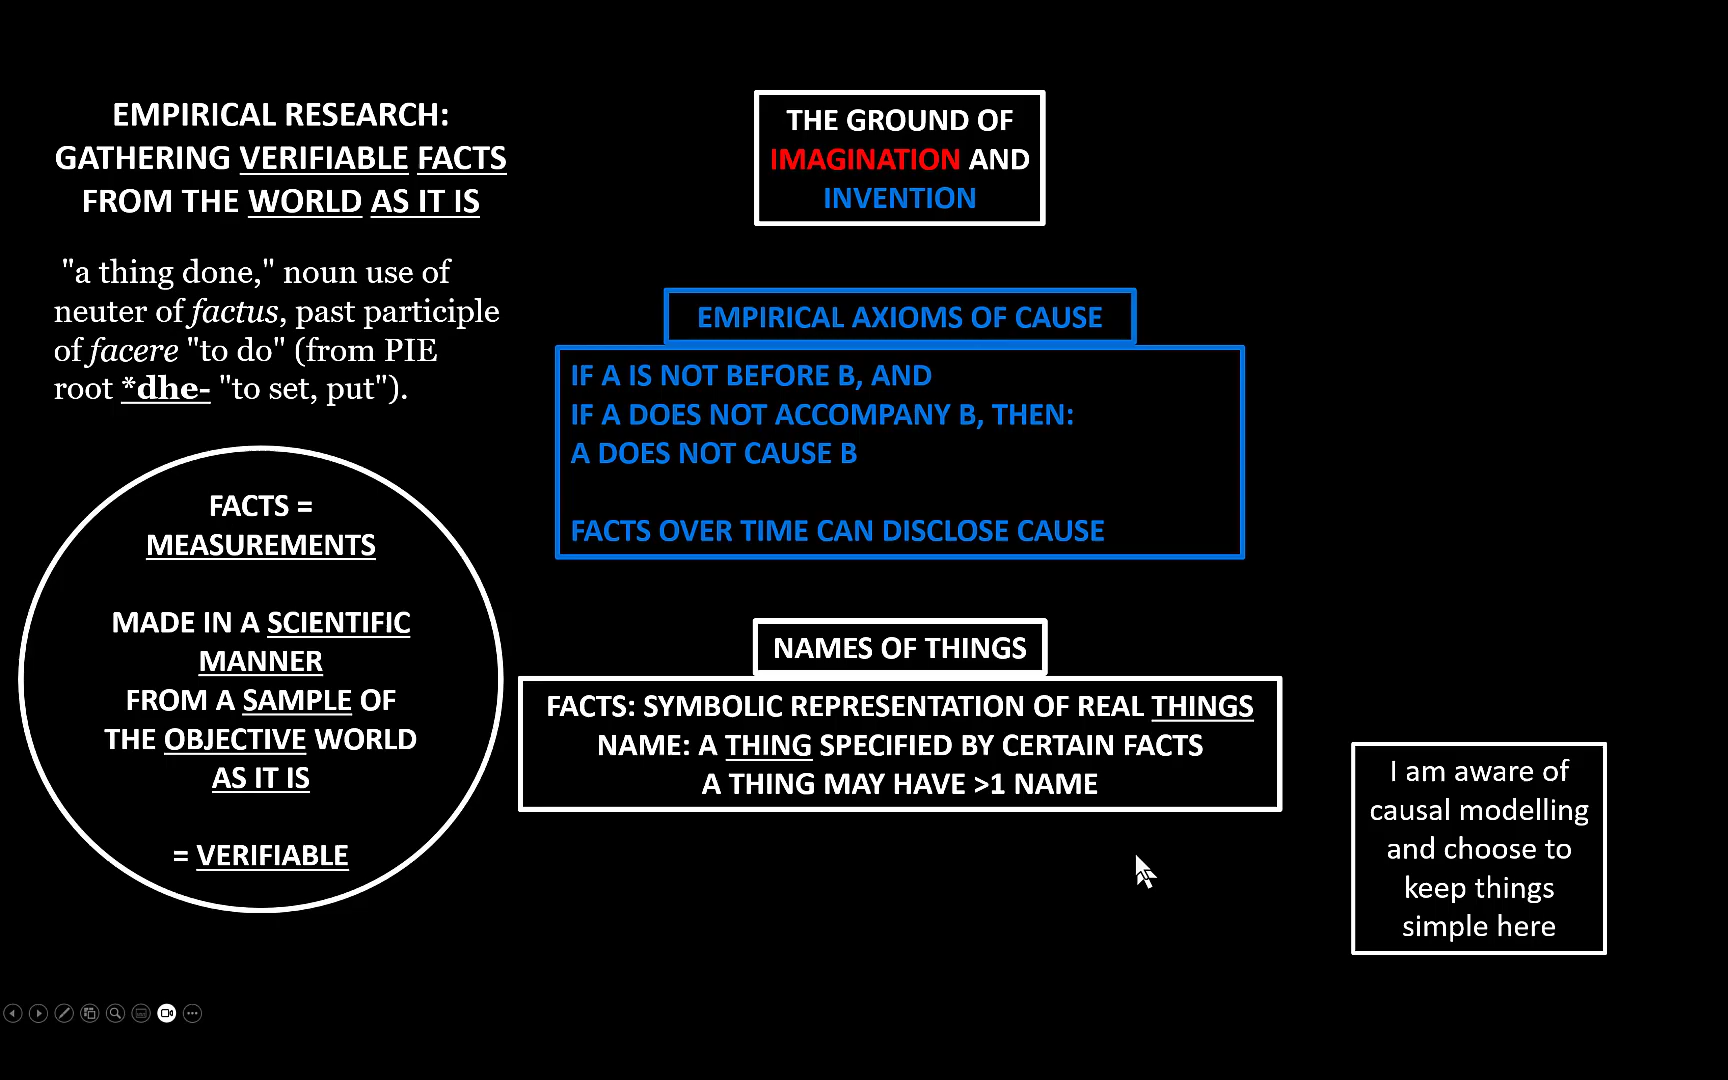 EMPIRICAL RESEARCH:
GATHERING VERIFIABLE FACTS
FROM THE WORLD AS IT IS
"a thing done," noun use of
neuter of factus, past participle
of facere "to do" (from PIE
root *dhe- "to set, put").
FACTS =
MEASUREMENTS
MADE IN A SCIENTIFIC
MANNER
FROM A SAMPLE OF
THE OBJECTIVE WORLD
AS IT IS
= VERIFIABLE
THE GROUND OF
IMAGINATION AND
INVENTION
EMPIRICAL AXIOMS OF CAUSE
IF A IS NOT BEFORE B, AND
IF A DOES NOT ACCOMPANY B, THEN:
A DOES NOT CAUSE B
FACTS OVER TIME CAN DISCLOSE CAUSE
NAMES OF THINGS
FACTS: SYMBOLIC REPRESENTATION OF REAL THINGS
NAME: A THING SPECIFIED BY CERTAIN FACTS
A THING MAY HAVE >1 NAME
I am aware of
causal modelling
and choose to
keep things
simple here